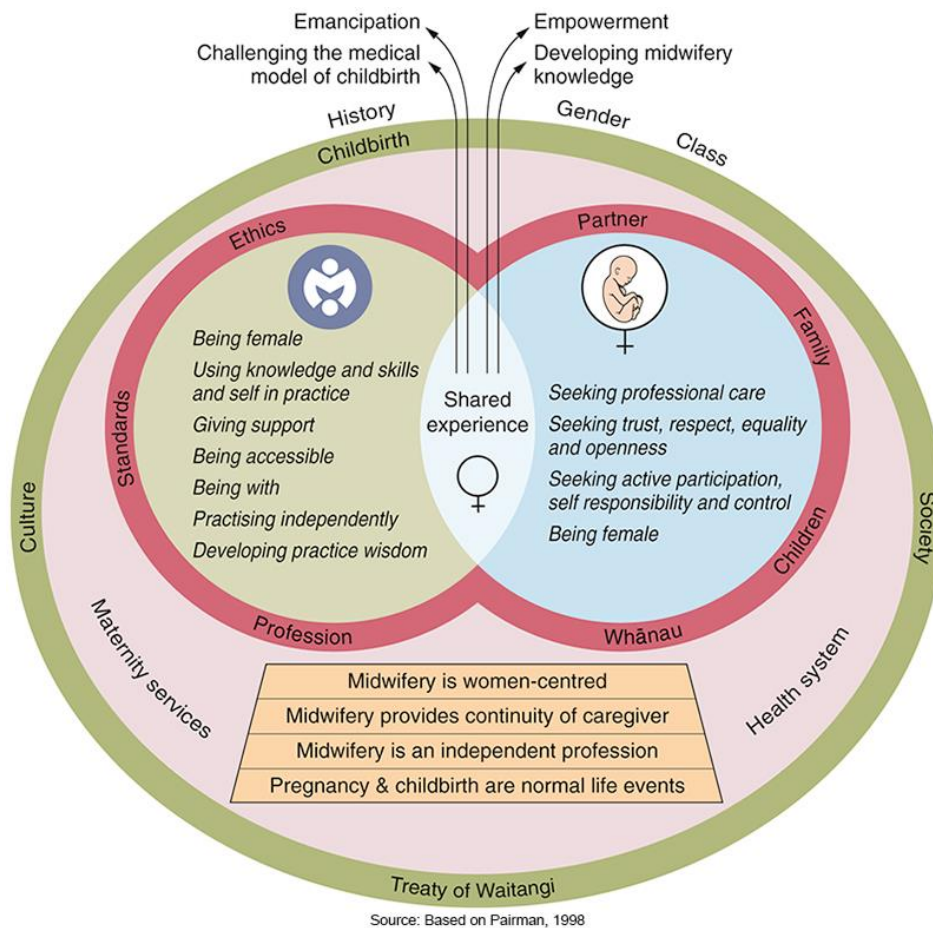 Emancipation
Challenging the medical
model of childbirth
Empowerment
Developing midwifery
knowledge
History
Gender
Class
Childbirth
Culture
Society
Treaty of Waitangi
Maternity services
Health system
Ethics
Standards
Profession
Partner
Family
Children
Whānau
Being female
Using knowledge and skills
and self in practice
Giving support
Being accessible
Being with
Practising independently
Developing practice wisdom
Shared
experience
Seeking professional care
Seeking trust, respect, equality
and openness
Seeking active participation,
self responsibility and control
Being female
Midwifery is women-centred
Midwifery provides continuity of caregiver
Midwifery is an independent profession
Pregnancy & childbirth are normal life events
Source: Based on Pairman, 1998